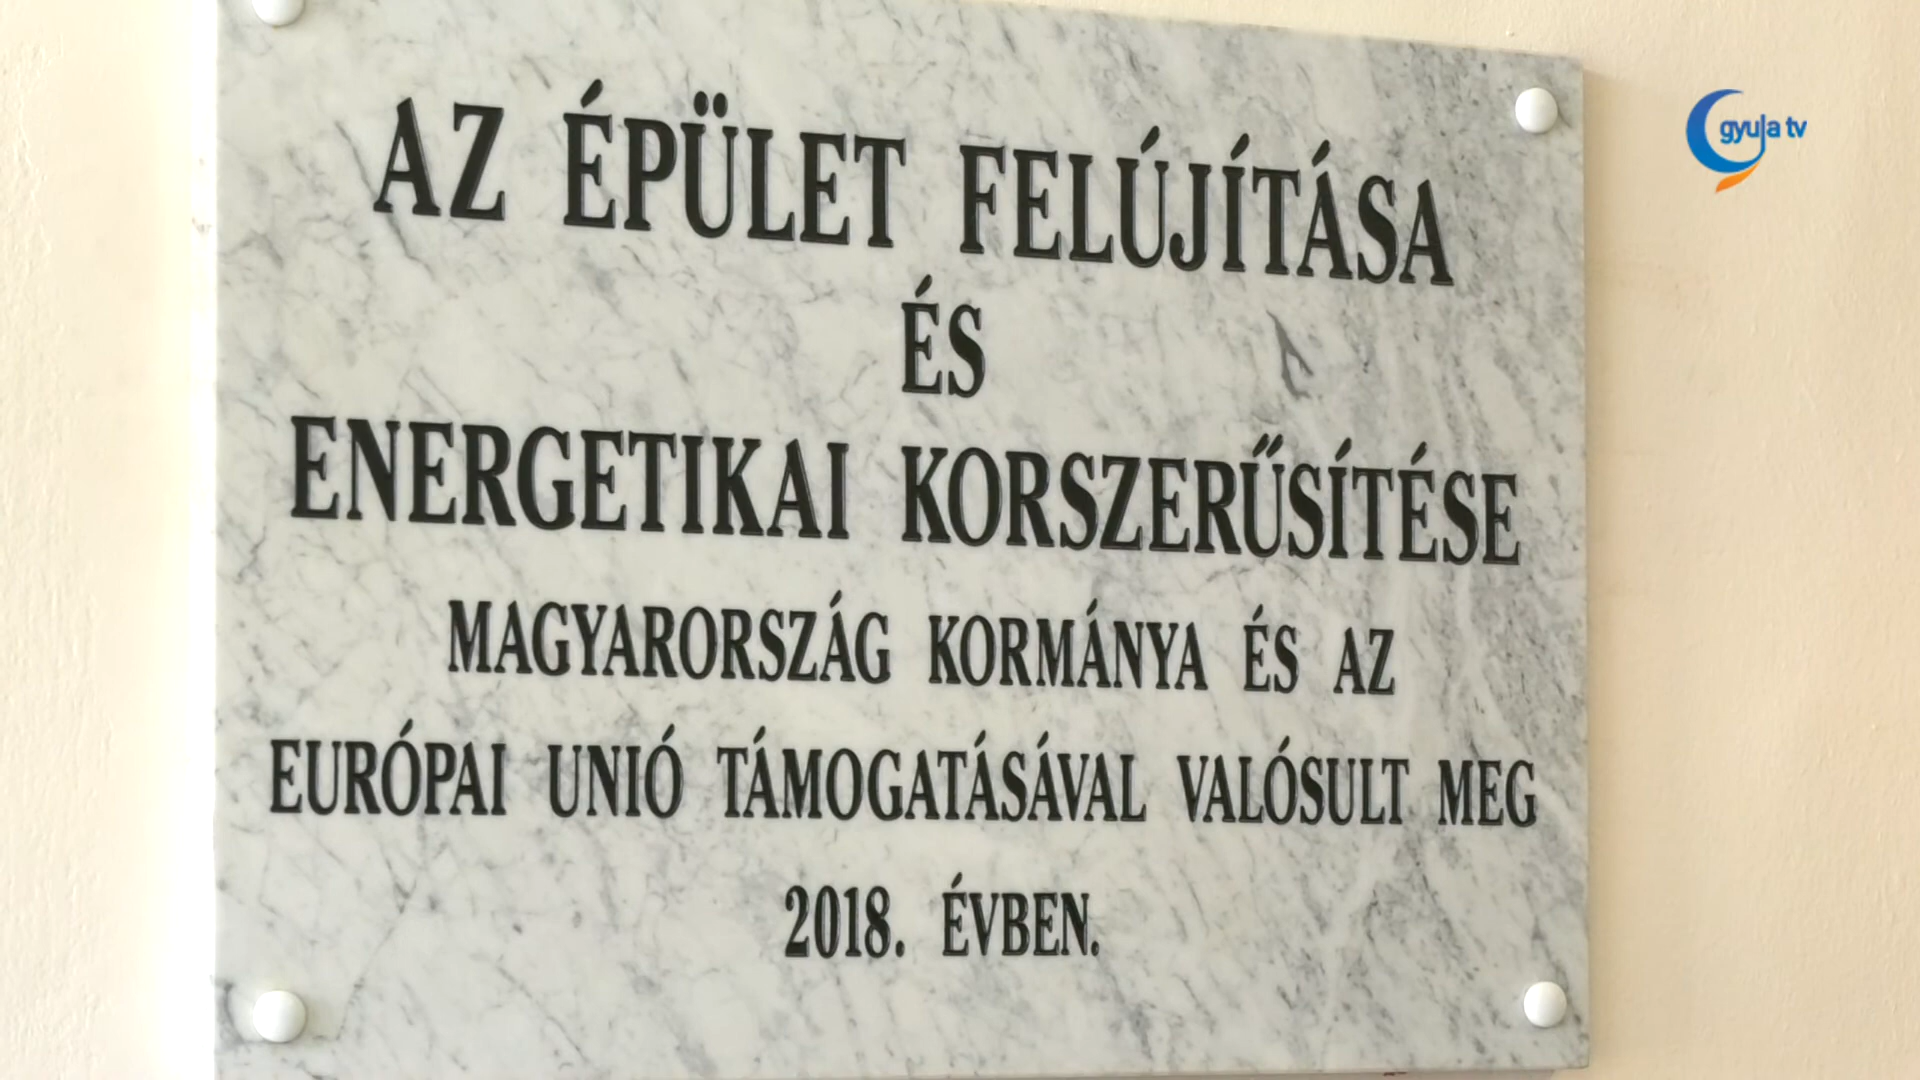 AZ ÉPÜLET FELÚJÍTÁSA
ÉS
ENERGETIKAI KORSZERŰSÍTÉSE
MAGYARORSZÁG KORMÁNYA ÉS AZ
EURÓPAI UNIÓ TÁMOGATÁSÁVAL VALÓSULT MEG
2018. ÉVBEN.
gyula tv